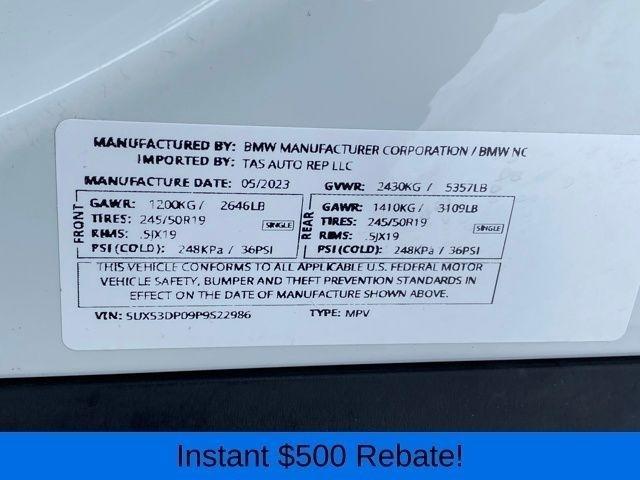 MANUFACTURED BY: BMW MANUFACTURER CORPORATION / BMW NC
IMPORTED BY: TAS AUTO REP LLC
MANUFACTURE DATE: 05/2023 GVWR: 2430KG / 5357LB
FRONT
GAWR: 1200KG / 2646LB
TIRES: 245/50R19
RIMS: .5JX19
SINGLE
PSI(COLD): 248KPa / 36PSI
REAR
GAWR: 1410KG / 3109LB
TIRES: 245/50R19
RIMS: .5JX19
SINGLE
PSI(COLD): 248KPa / 36PSI
THIS VEHICLE CONFORMS TO ALL APPLICABLE U.S. FEDERAL MOTOR
VEHICLE SAFETY, BUMPER AND THEFT PREVENTION STANDARDS IN
EFFECT ON THE DATE OF MANUFACTURE SHOWN ABOVE.
VIN: 5UX53DP09P9S22986 TYPE: MPV
Instant $500 Rebate!